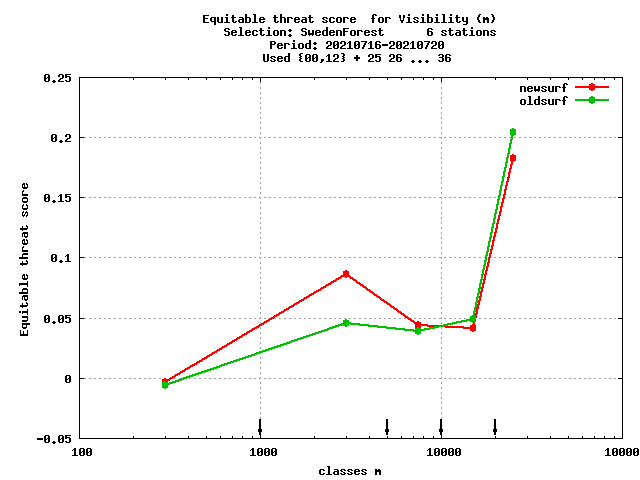 Equitable threat score  for Visibility (m)
Selection: SwedenForest      6 stations
Period: 20210716-20210720
Used {00,12} + 25 26 ... 36
newsurf
oldsurf
0.25
0.2
0.15
0.1
0.05
0
-0.05
Equitable threat score
100 1000 10000 10000
classes m